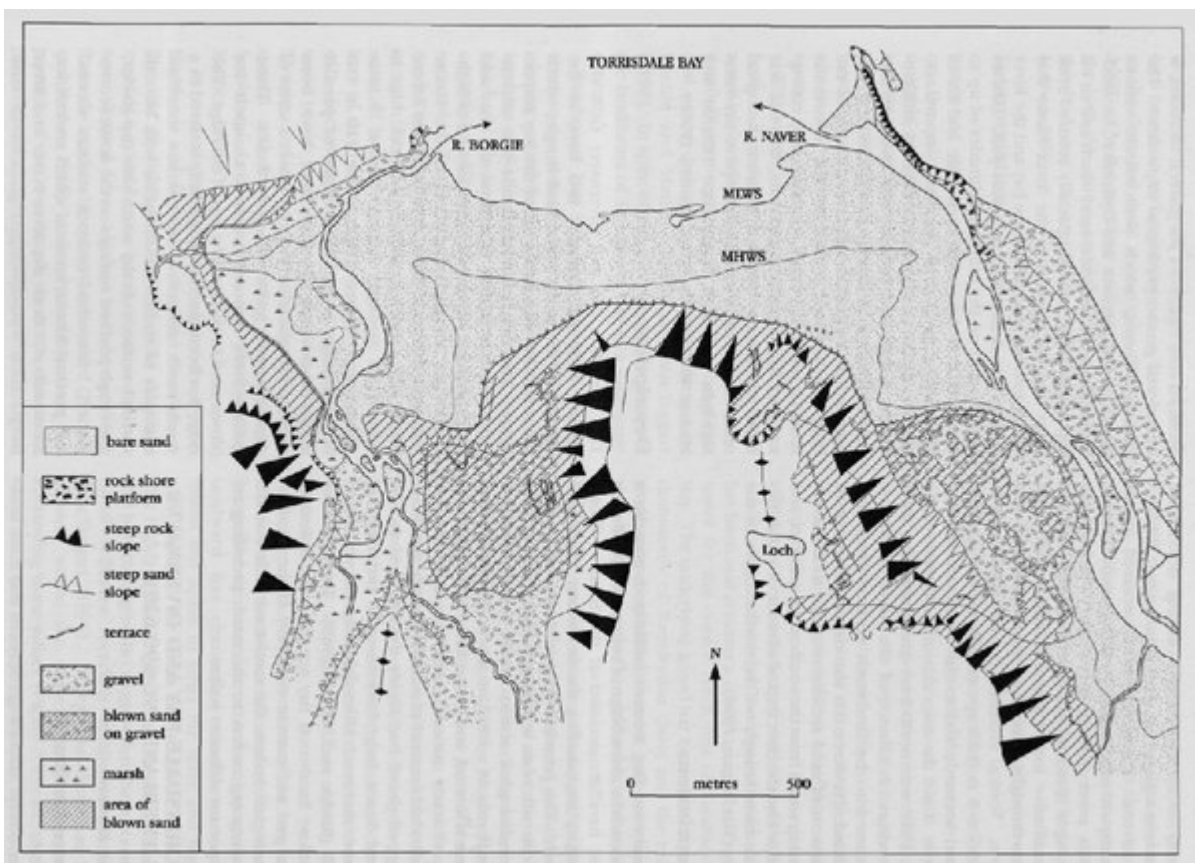 TORRISDALE BAY
R. BORGIE
R. NAVER
MLWS
MHWS
Loch
bare sand
rock shore
platform
steep rock
slope
steep sand
slope
terrace
gravel
blown sand
on gravel
marsh
area of
blown sand
N
0 metres 500